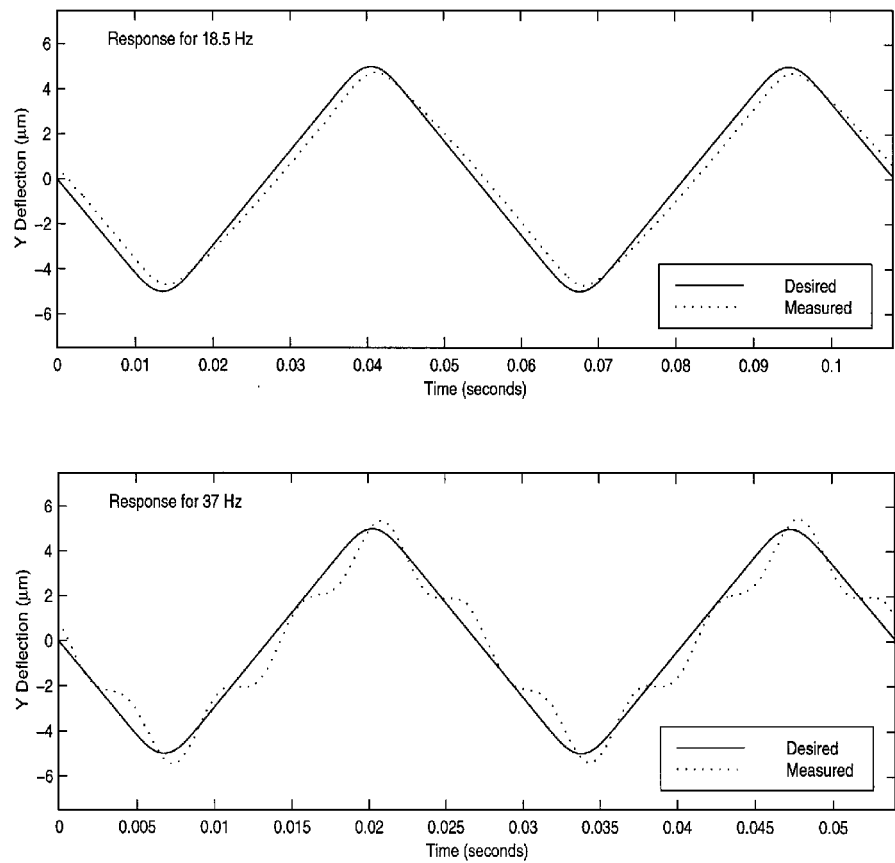 Response for 18.5 Hz
6
4
2
0
−2
−4
−6
Y Deflection (μm)
Desired
Measured
0 0.01 0.02 0.03 0.04 0.05 0.06 0.07 0.08 0.09 0.1
Time (seconds)
Response for 37 Hz
6
4
2
0
−2
−4
−6
Y Deflection (μm)
Desired
Measured
0 0.005 0.01 0.015 0.02 0.025 0.03 0.035 0.04 0.045 0.05
Time (seconds)